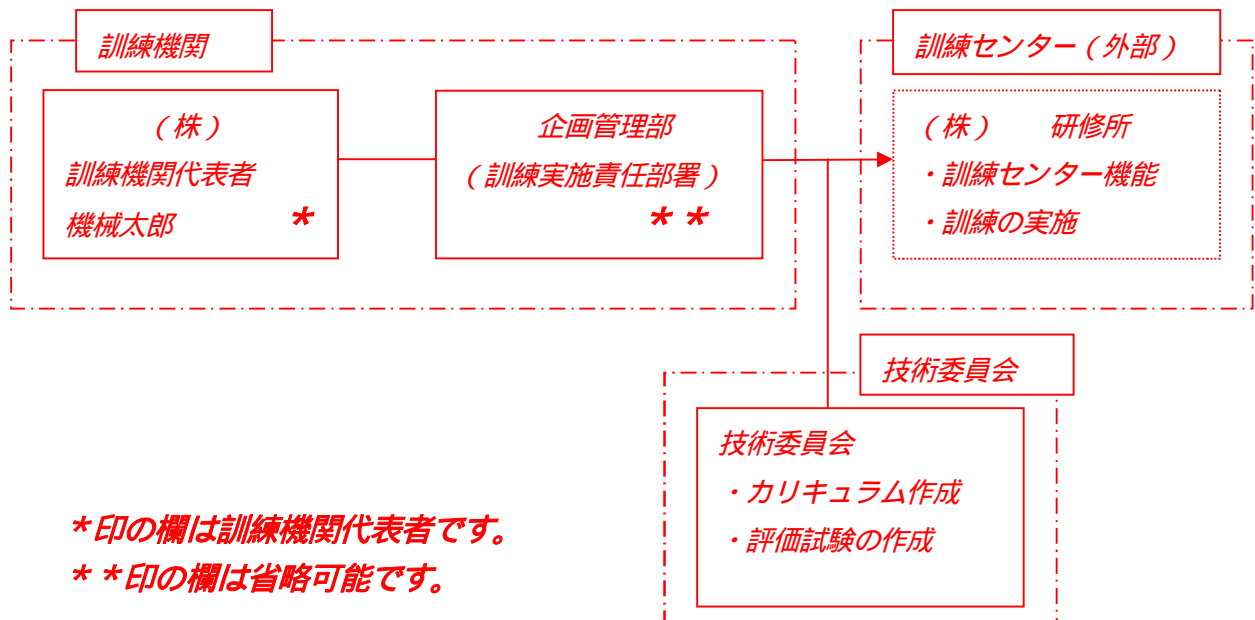 訓練機関
（株）
訓練機関代表者
機械太郎 *
企画管理部
（訓練実施責任部署）
* *
訓練センター（外部）
（株） 研修所
・訓練センター機能
・訓練の実施
技術委員会
技術委員会
・カリキュラム作成
・評価試験の作成
*印の欄は訓練機関代表者です。
* *印の欄は省略可能です。